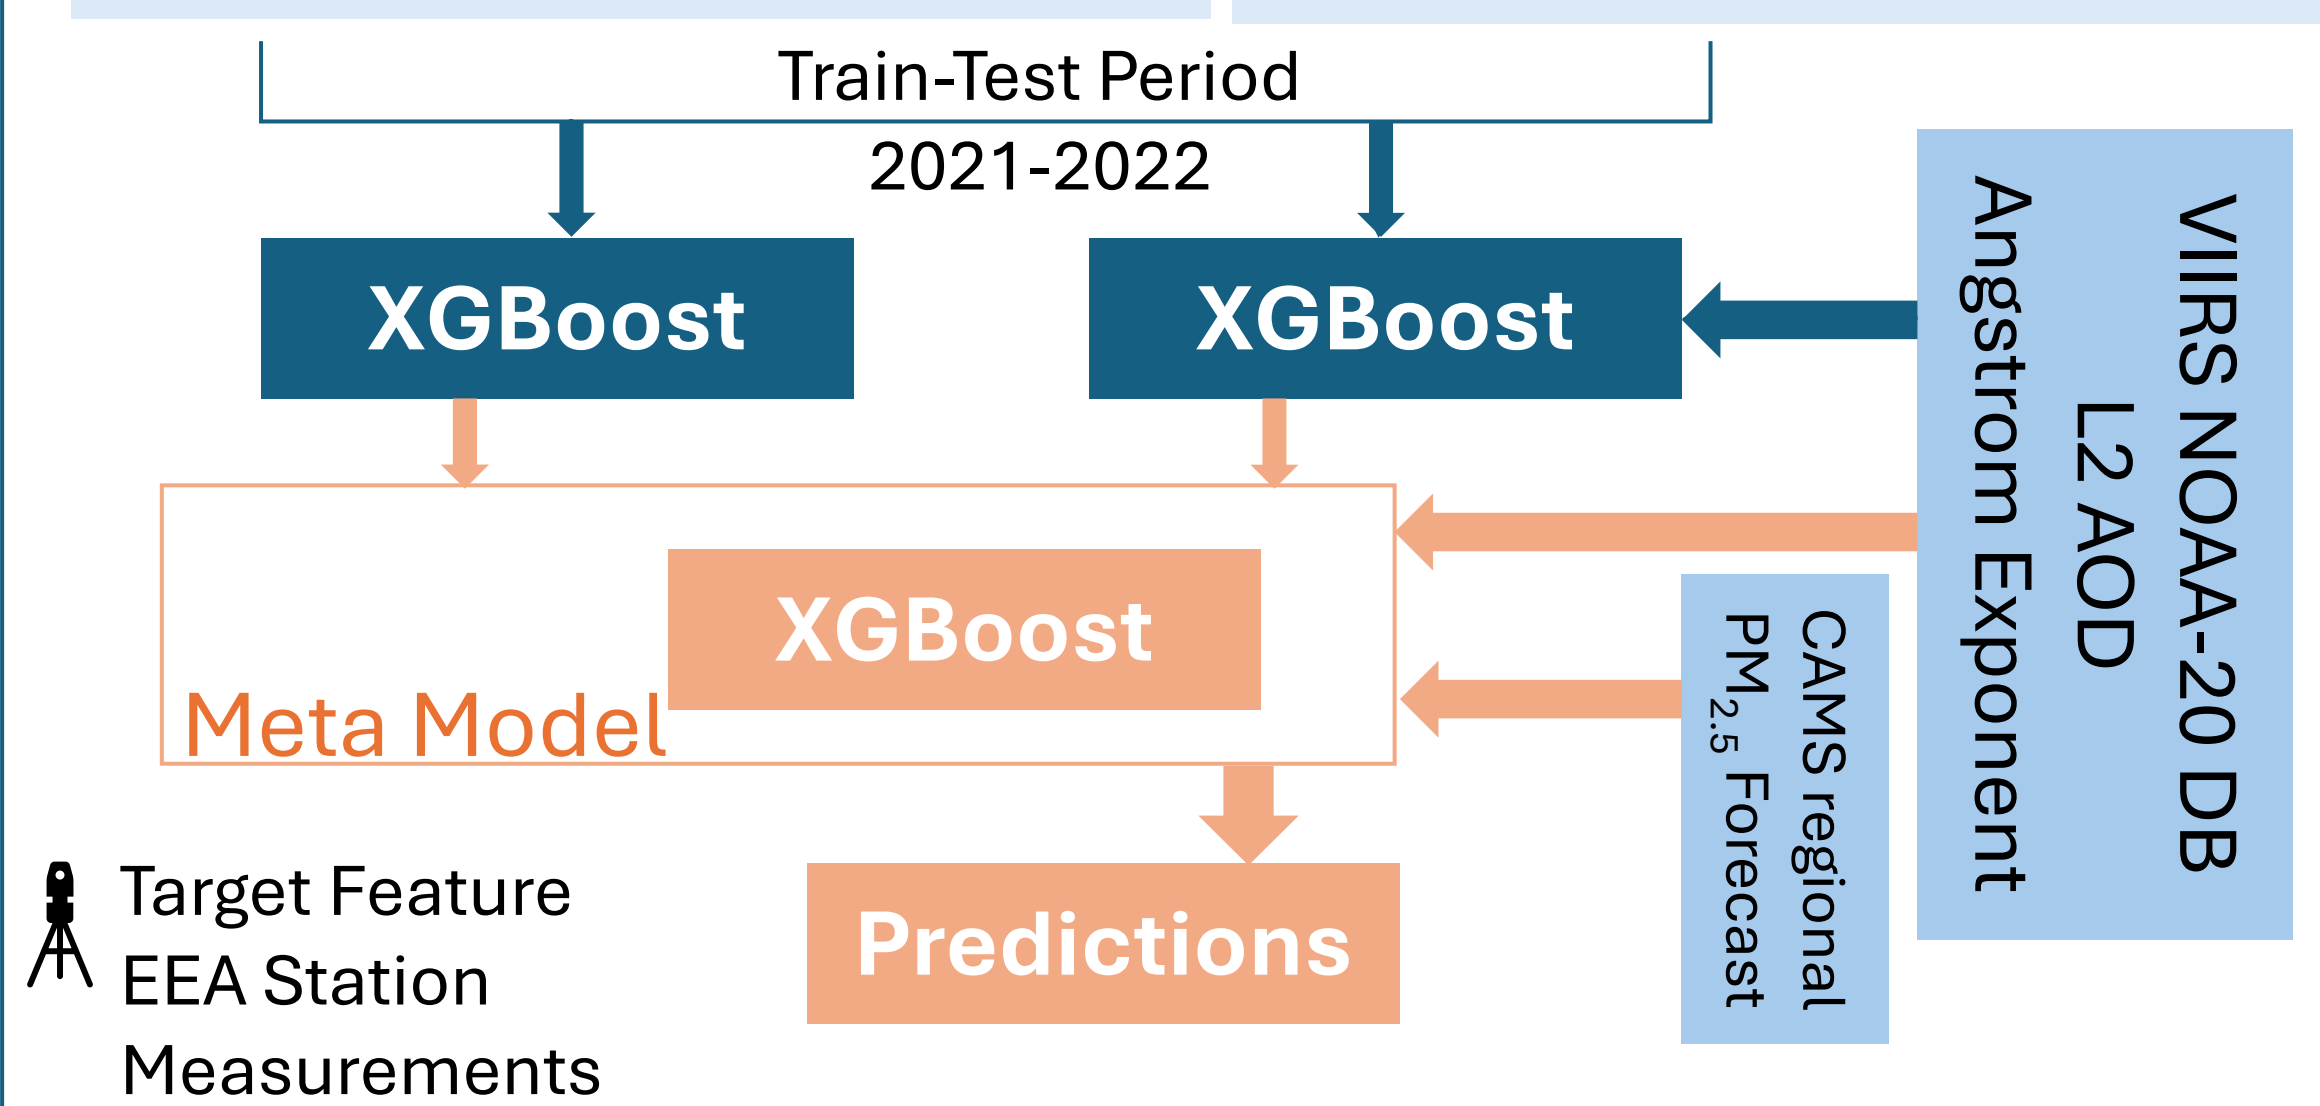 Train-Test Period
2021-2022
XGBoost
XGBoost
VIIRS NOAA-20 DB
L2 AOD
Angstrom Exponent
XGBoost
Meta Model
CAMS regional
PM2.5 Forecast
Predictions
Target Feature
EEA Station
Measurements